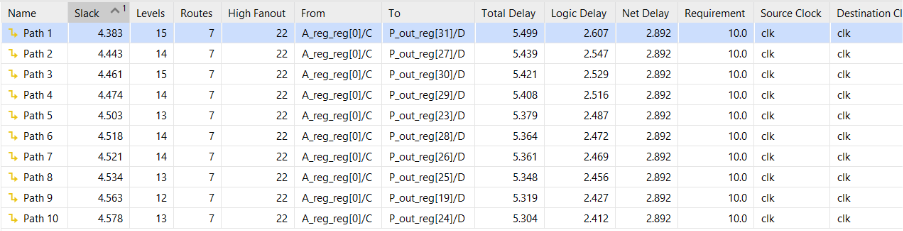 Name Slack 1 Levels Routes High Fanout From To Total Delay Logic Delay Net Delay Requirement Source Clock Destination Cl
Path 1 4.383 15 7 22 A_reg_reg[0]/C P_out_reg[31]/D 5.499 2.607 2.892 10.0 clk clk
Path 2 4.443 14 7 22 A_reg_reg[0]/C P_out_reg[27]/D 5.439 2.547 2.892 10.0 clk clk
Path 3 4.461 15 7 22 A_reg_reg[0]/C P_out_reg[30]/D 5.421 2.529 2.892 10.0 clk clk
Path 4 4.474 14 7 22 A_reg_reg[0]/C P_out_reg[29]/D 5.408 2.516 2.892 10.0 clk clk
Path 5 4.503 13 7 22 A_reg_reg[0]/C P_out_reg[23]/D 5.379 2.487 2.892 10.0 clk clk
Path 6 4.518 14 7 22 A_reg_reg[0]/C P_out_reg[28]/D 5.364 2.472 2.892 10.0 clk clk
Path 7 4.521 14 7 22 A_reg_reg[0]/C P_out_reg[26]/D 5.361 2.469 2.892 10.0 clk clk
Path 8 4.534 13 7 22 A_reg_reg[0]/C P_out_reg[25]/D 5.348 2.456 2.892 10.0 clk clk
Path 9 4.563 12 7 22 A_reg_reg[0]/C P_out_reg[19]/D 5.319 2.427 2.892 10.0 clk clk
Path 10 4.578 13 7 22 A_reg_reg[0]/C P_out_reg[24]/D 5.304 2.412 2.892 10.0 clk clk